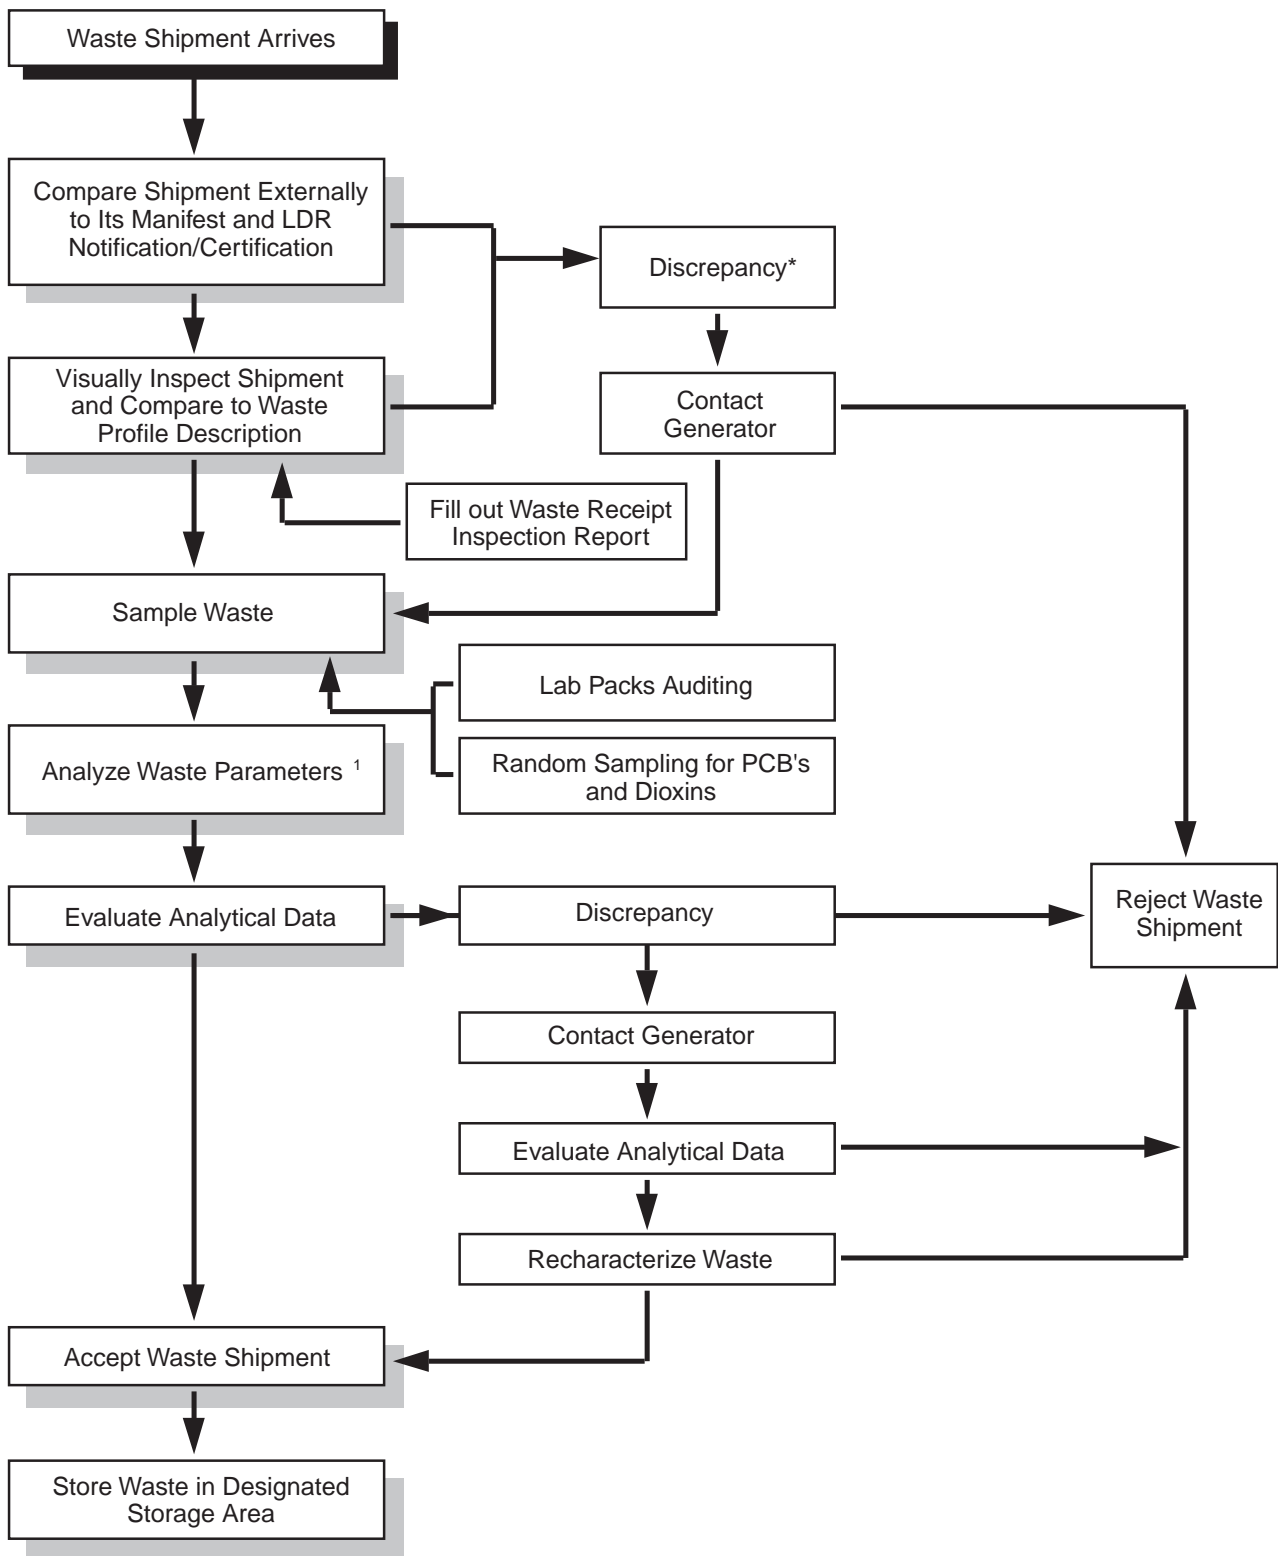 Waste Shipment Arrives
Compare Shipment Externally
to Its Manifest and LDR
Notification/Certification
Discrepancy*
Visually Inspect Shipment
and Compare to Waste
Profile Description
Contact
Generator
Fill out Waste Receipt
Inspection Report
Sample Waste
Lab Packs Auditing
Analyze Waste Parameters 1
Random Sampling for PCB's
and Dioxins
Evaluate Analytical Data
Discrepancy
Reject Waste
Shipment
Contact Generator
Evaluate Analytical Data
Recharacterize Waste
Accept Waste Shipment
Store Waste in Designated
Storage Area